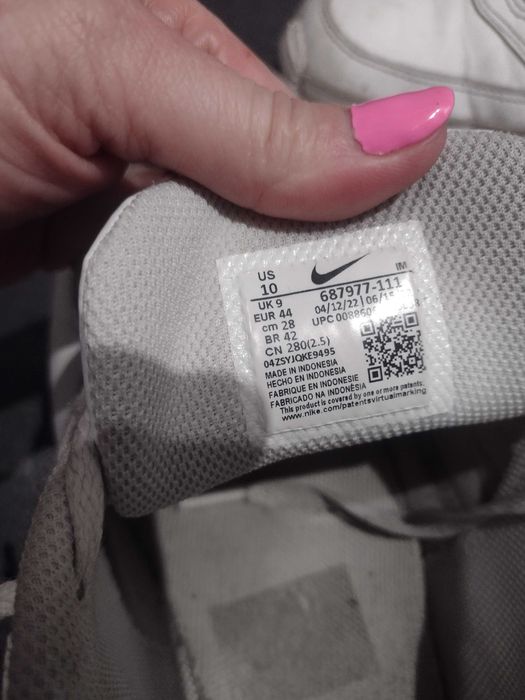 US
10
IM
UK 9
687977-111
EUR 44
04/12/22
cm 28
UPC
BR 42
CN 280(2.5)
04ZSYJQKE9495
MADE IN INDONESIA
HECHO EN INDONESIA
FABRIQUE EN INDONESIE
FABRICADO NA INDONÉSIA
This product is covered by one or more patents.
www.nike.com/patentsvirtualmarking